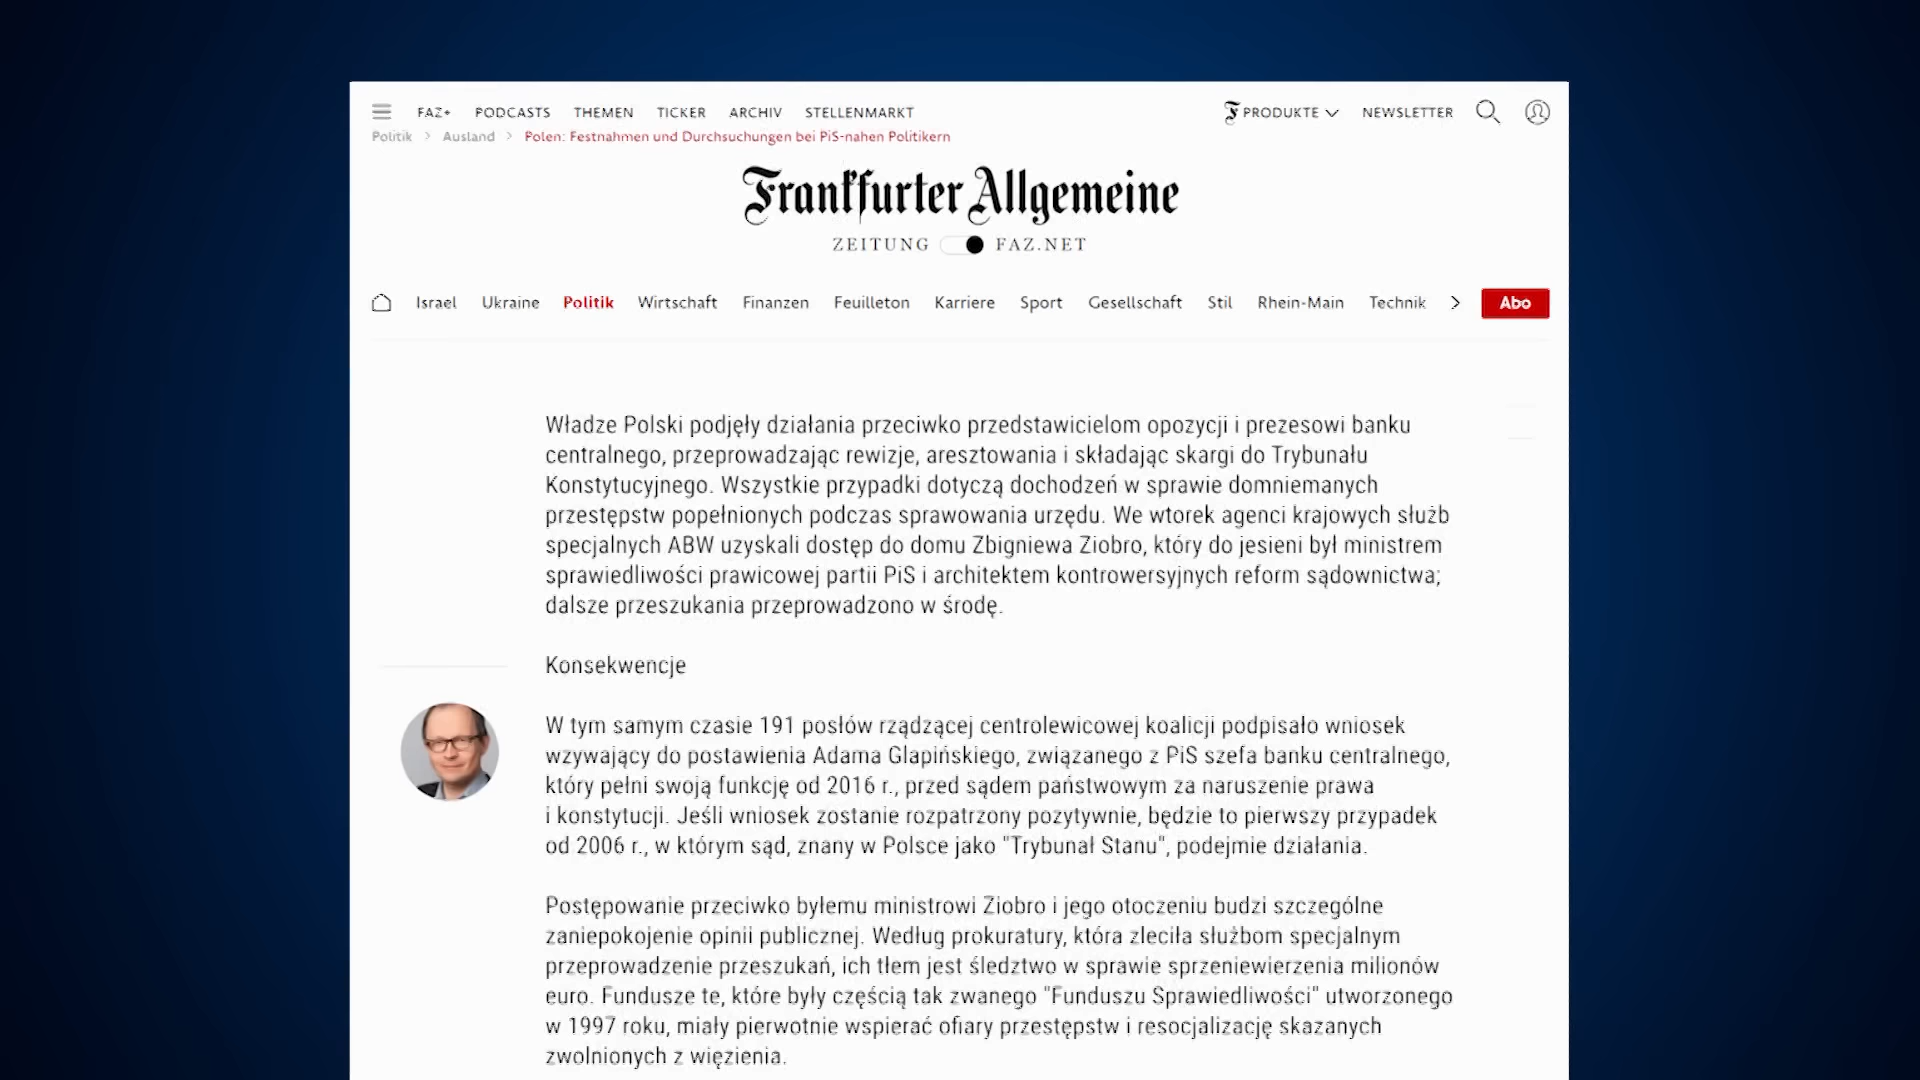 FAZ+ PODCASTS THEMEN TICKER ARCHIV STELLENMARKT PRODUKTE NEWSLETTER
Politik > Ausland > Polen: Festnahmen und Durchsuchungen bei PiS-nahen Politikern
Frankfurter Allgemeine
ZEITUNG FAZ.NET
Israel Ukraine Politik Wirtschaft Finanzen Feuilleton Karriere Sport Gesellschaft Stil Rhein-Main Technik > Abo
Władze Polski podjęły działania przeciwko przedstawicielom opozycji i prezesowi banku
centralnego, przeprowadzając rewizje, aresztowania i składając skargi do Trybunału
Konstytucyjnego. Wszystkie przypadki dotyczą dochodzeń w sprawie domniemanych
przestępstw popełnionych podczas sprawowania urzędu. We wtorek agenci krajowych służb
specjalnych ABW uzyskali dostęp do domu Zbigniewa Ziobro, który do jesieni był ministrem
sprawiedliwości prawicowej partii PiS i architektem kontrowersyjnych reform sądownictwa;
dalsze przeszukania przeprowadzono w środę.
Konsekwencje
W tym samym czasie 191 posłów rządzącej centrolewicowej koalicji podpisało wniosek
wzywający do postawienia Adama Glapińskiego, związanego z PiS szefa banku centralnego,
który pełni swoją funkcję od 2016 r., przed sądem państwowym za naruszenie prawa
i konstytucji. Jeśli wniosek zostanie rozpatrzony pozytywnie, będzie to pierwszy przypadek
od 2006 r., w którym sąd, znany w Polsce jako "Trybunał Stanu", podejmie działania.
Postępowanie przeciwko byłemu ministrowi Ziobro i jego otoczeniu budzi szczególne
zaniepokojenie opinii publicznej. Według prokuratury, która zleciła służbom specjalnym
przeprowadzenie przeszukań, ich tłem jest śledztwo w sprawie sprzeniewierzenia milionów
euro. Fundusze te, które były częścią tak zwanego "Funduszu Sprawiedliwości" utworzonego
w 1997 roku, miały pierwotnie wspierać ofiary przestępstw i resocjalizację skazanych
zwolnionych z więzienia.